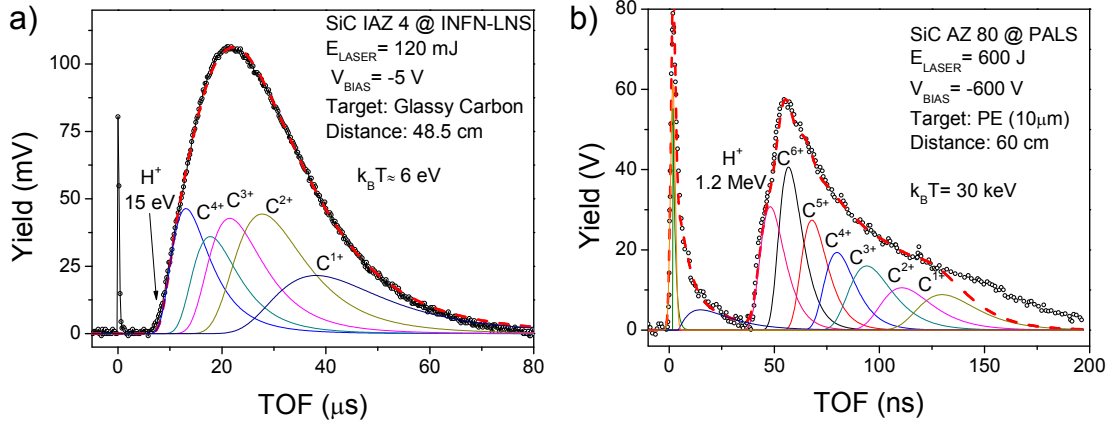 a)
SiC IAZ 4 @ INFN-LNS
E_LASER= 120 mJ
V_BIAS= -5 V
Target: Glassy Carbon
Distance: 48.5 cm
k_BT≈ 6 eV
H+
15 eV
C4+
C3+
C2+
C1+
100
75
50
25
0
Yield (mV)
0 20 40 60 80
TOF (μs)
b)
SiC AZ 80 @ PALS
E_LASER= 600 J
V_BIAS= -600 V
Target: PE (10μm)
Distance: 60 cm
k_BT= 30 keV
H+
1.2 MeV
C6+
C5+
C4+
C3+
C2+
C1+
80
60
40
20
0
Yield (V)
0 50 100 150 200
TOF (ns)